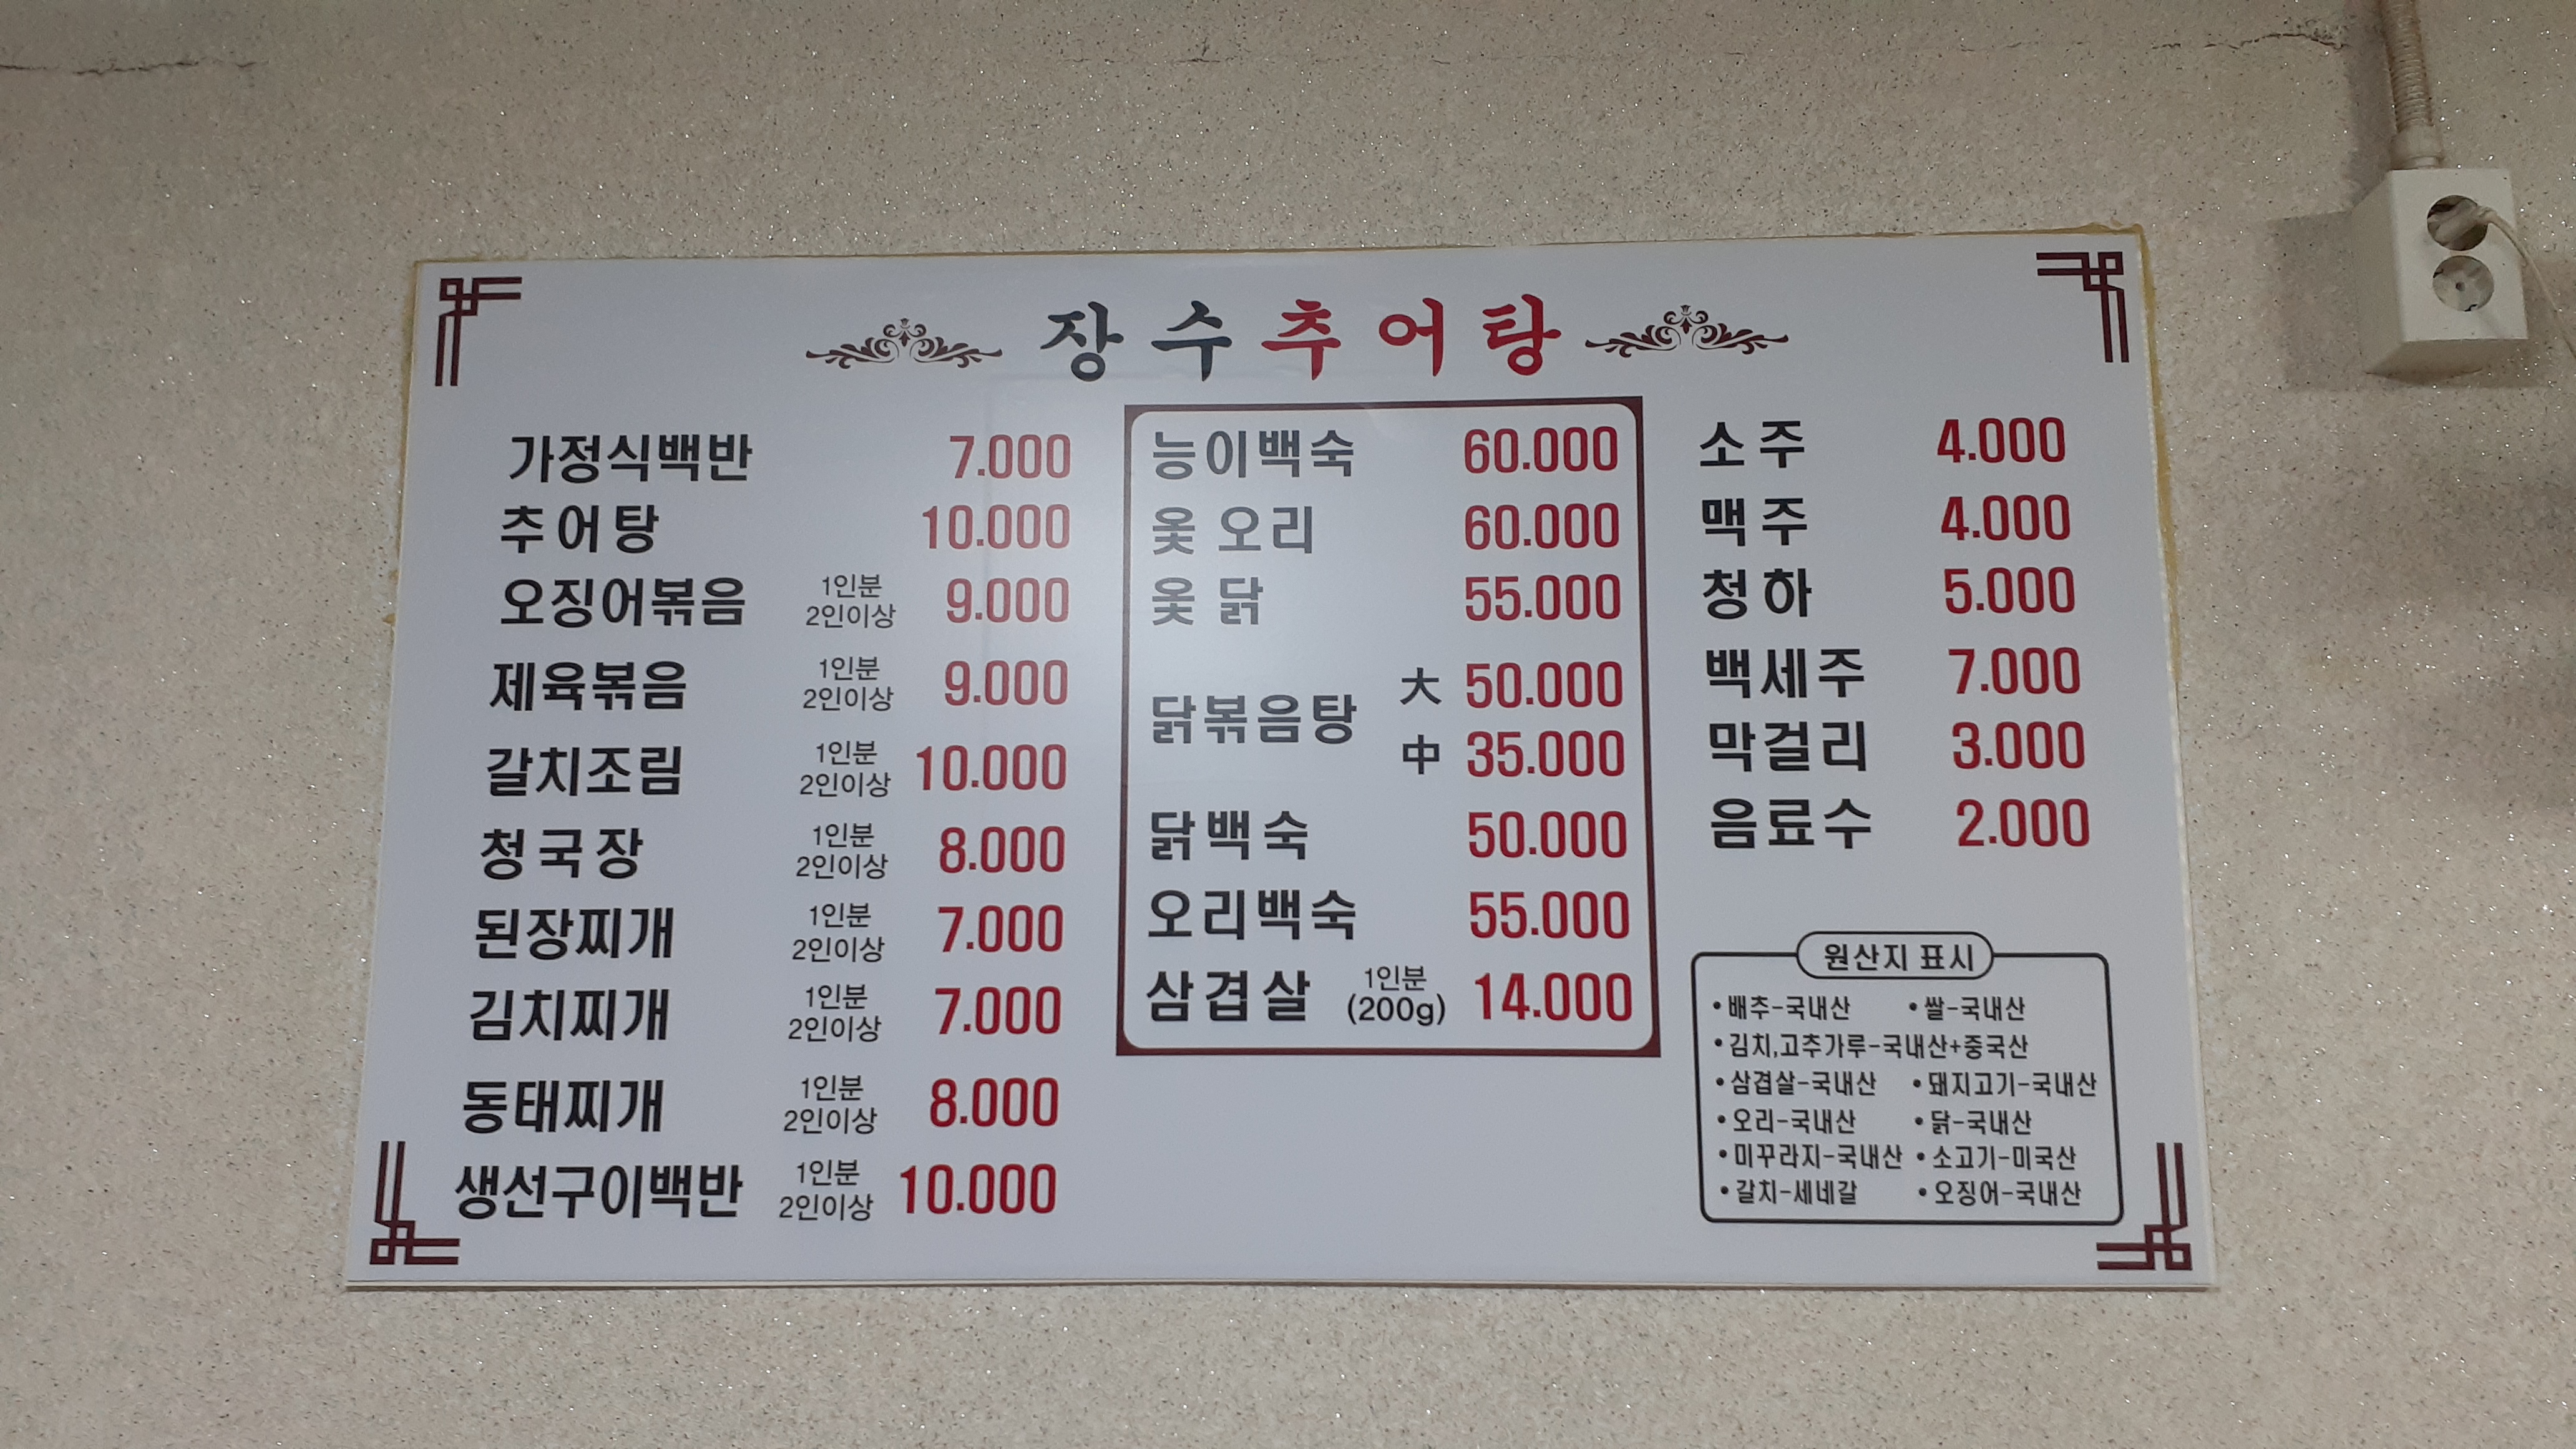 장수추어탕
가정식백반 7.000
추어탕 10.000
오징어볶음 1인분 2인이상 9.000
제육볶음 1인분 2인이상 9.000
갈치조림 1인분 2인이상 10.000
청국장 1인분 2인이상 8.000
된장찌개 1인분 2인이상 7.000
김치찌개 1인분 2인이상 7.000
동태찌개 1인분 2인이상 8.000
생선구이백반 1인분 2인이상 10.000
능이백숙 60.000
옻 오리 60.000
옻 닭 55.000
닭볶음탕 大 50.000
中 35.000
닭백숙 50.000
오리백숙 55.000
삼겹살 1인분 (200g) 14.000
소주 4.000
맥주 4.000
청하 5.000
백세주 7.000
막걸리 3.000
음료수 2.000
원산지 표시
•배추-국내산 •쌀-국내산
•김치,고추가루-국내산+중국산
•삼겹살-국내산 •돼지고기-국내산
•오리-국내산 •닭-국내산
•미꾸라지-국내산 •소고기-미국산
•갈치-세네갈 •오징어-국내산